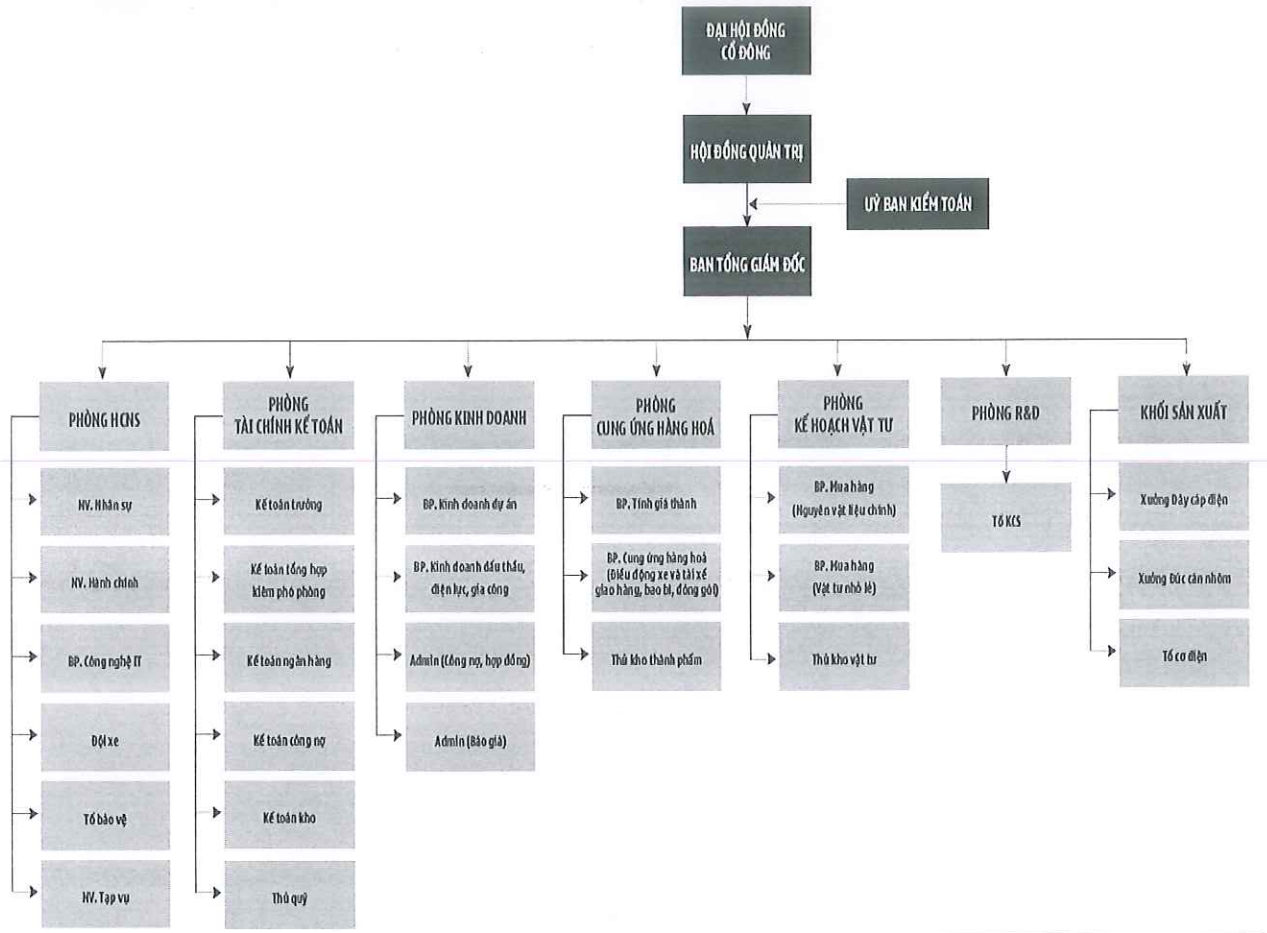 ĐẠI HỘI ĐỒNG
CỔ ĐÔNG
HỘI ĐỒNG QUẢN TRỊ
UỶ BAN KIỂM TOÁN
BAN TỔNG GIÁM ĐỐC
PHÒNG HCNS
NV. Nhân sự
NV. Hành chính
BP. Công nghệ IT
Đội xe
Tổ bảo vệ
NV. Tạp vụ
PHÒNG
TÀI CHÍNH KẾ TOÁN
Kế toán trưởng
Kế toán tổng hợp
kiêm phó phòng
Kế toán ngân hàng
Kế toán công nợ
Kế toán kho
Thủ quỹ
PHÒNG KINH DOANH
BP. Kinh doanh dự án
BP. Kinh doanh đấu thầu,
điện lực, gia công
Admin (Công nợ, hợp đồng)
Admin (Báo giá)
PHÒNG
CUNG ỨNG HÀNG HOÁ
BP. Tính giá thành
BP. Cung ứng hàng hoá
(Điều động xe và tài xế
giao hàng, bao bì, đóng gói)
Thủ kho thành phẩm
PHÒNG
KẾ HOẠCH VẬT TƯ
BP. Mua hàng
(Nguyên vật liệu chính)
BP. Mua hàng
(Vật tư nhỏ lẻ)
Thủ kho vật tư
PHÒNG R&D
Tổ KCS
KHỐI SẢN XUẤT
Xưởng Dây cáp điện
Xưởng Đúc cán nhôm
Tổ cơ điện